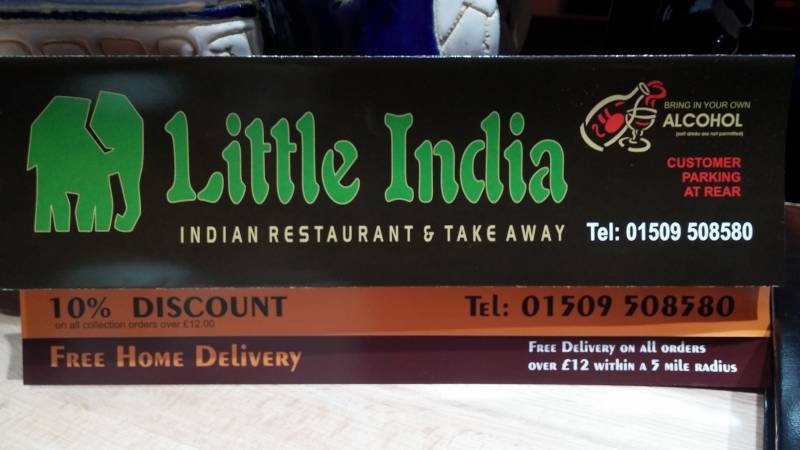 Little India
INDIAN RESTAURANT & TAKE AWAY
BRING IN YOUR OWN
ALCOHOL
(soft drinks are not permitted)
CUSTOMER
PARKING
AT REAR
Tel: 01509 508580
10% DISCOUNT
on all collection orders over £12.00
Tel: 01509 508580
Free Home Delivery
Free Delivery on all orders
over £12 within a 5 mile radius